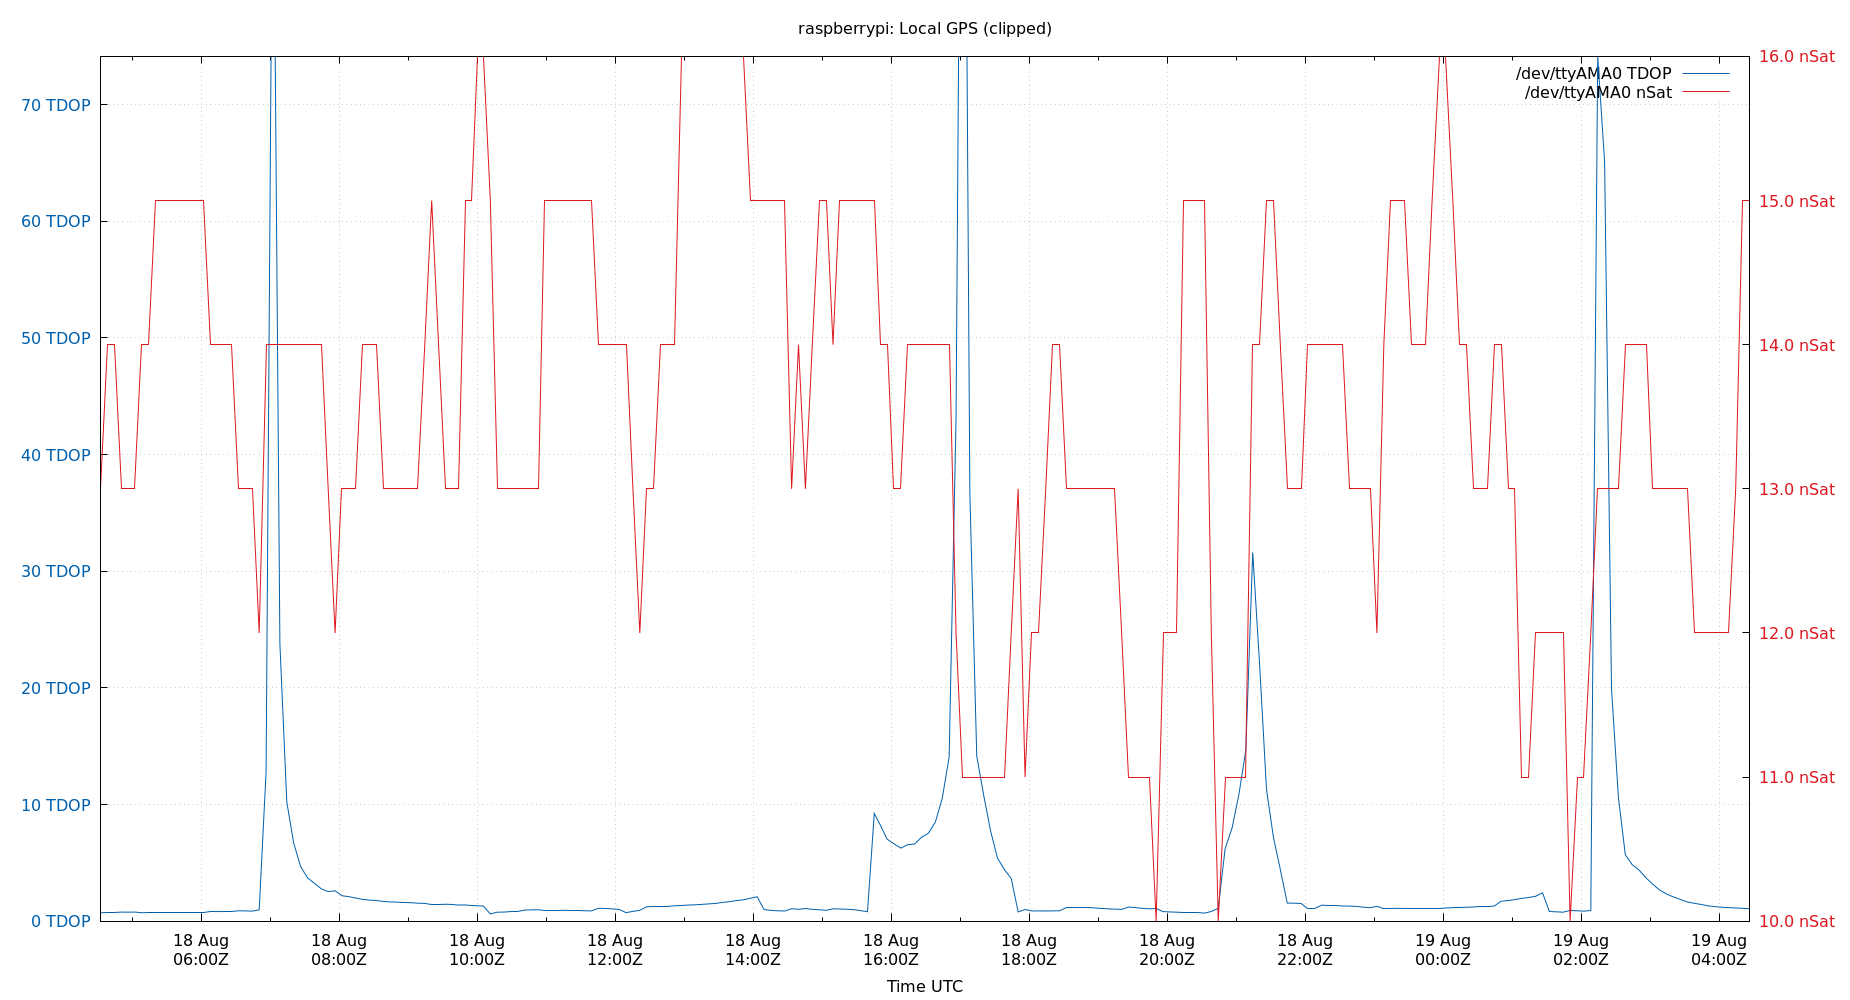 raspberrypi: Local GPS (clipped)
/dev/ttyAMA0 TDOP
/dev/ttyAMA0 nSat
70 TDOP
60 TDOP
50 TDOP
40 TDOP
30 TDOP
20 TDOP
10 TDOP
0 TDOP
16.0 nSat
15.0 nSat
14.0 nSat
13.0 nSat
12.0 nSat
11.0 nSat
10.0 nSat
18 Aug
06:00Z
18 Aug
08:00Z
18 Aug
10:00Z
18 Aug
12:00Z
18 Aug
14:00Z
18 Aug
16:00Z
18 Aug
18:00Z
18 Aug
20:00Z
18 Aug
22:00Z
19 Aug
00:00Z
19 Aug
02:00Z
19 Aug
04:00Z
Time UTC